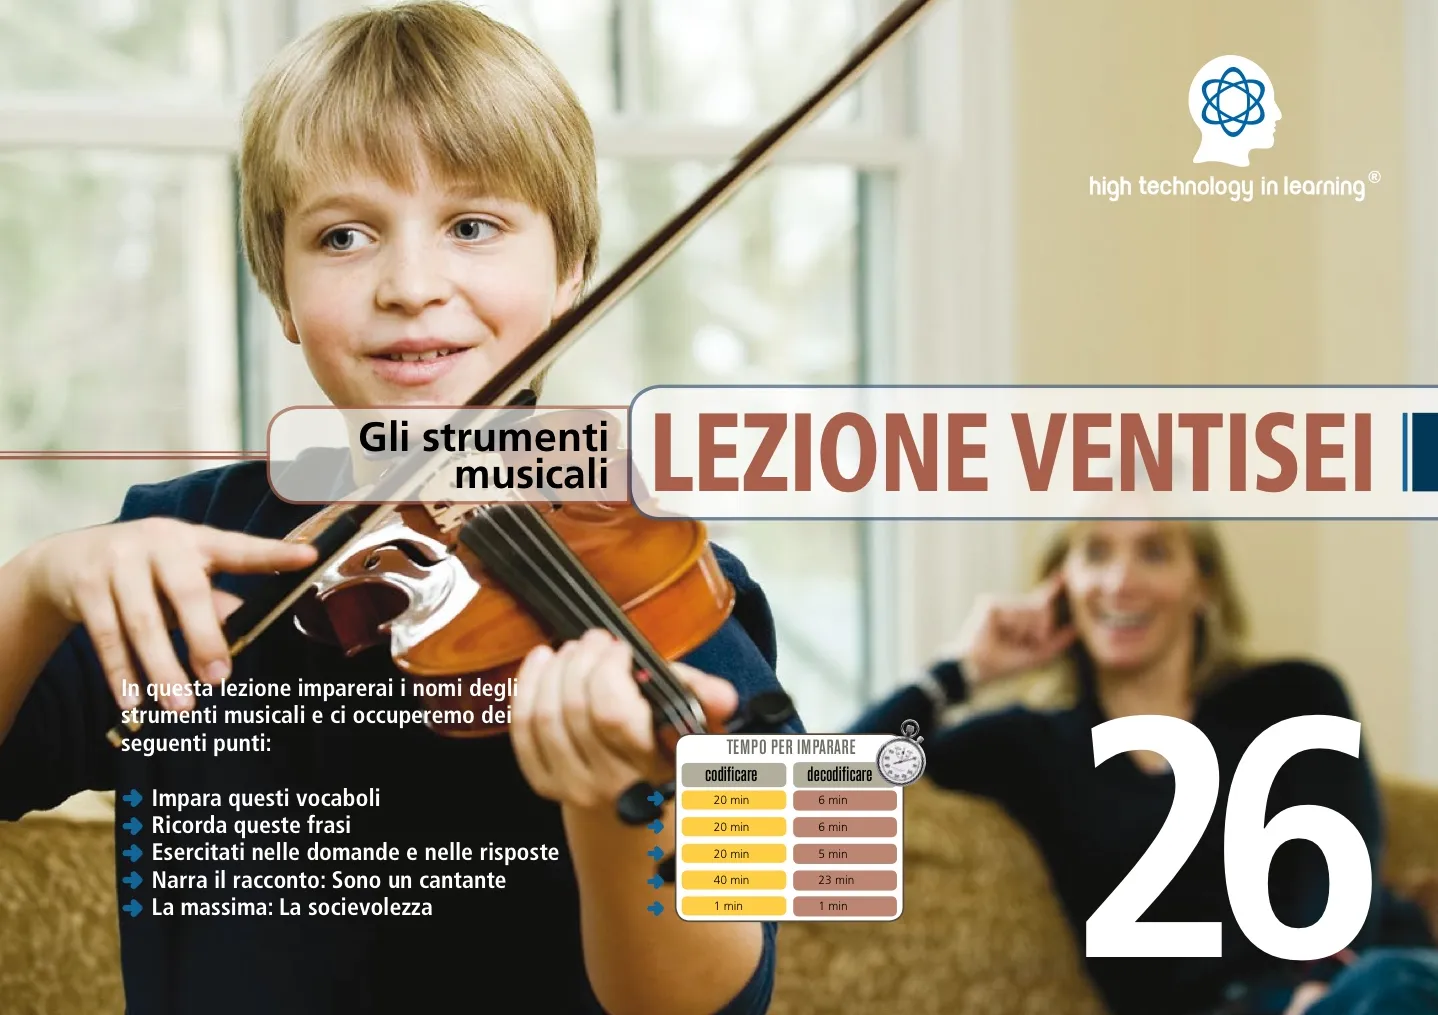 high technology in learning®
Gli strumenti
musicali
LEZIONE VENTISEI
In questa lezione imparerai i nomi degli
strumenti musicali e ci occuperemo dei
seguenti punti:
Impara questi vocaboli
Ricorda queste frasi
Esercitati nelle domande e nelle risposte
Narra il racconto: Sono un cantante
La massima: La socievolezza
TEMPO PER IMPARARE
codificare decodificare
20 min 6 min
20 min 6 min
20 min 5 min
40 min 23 min
1 min 1 min
26